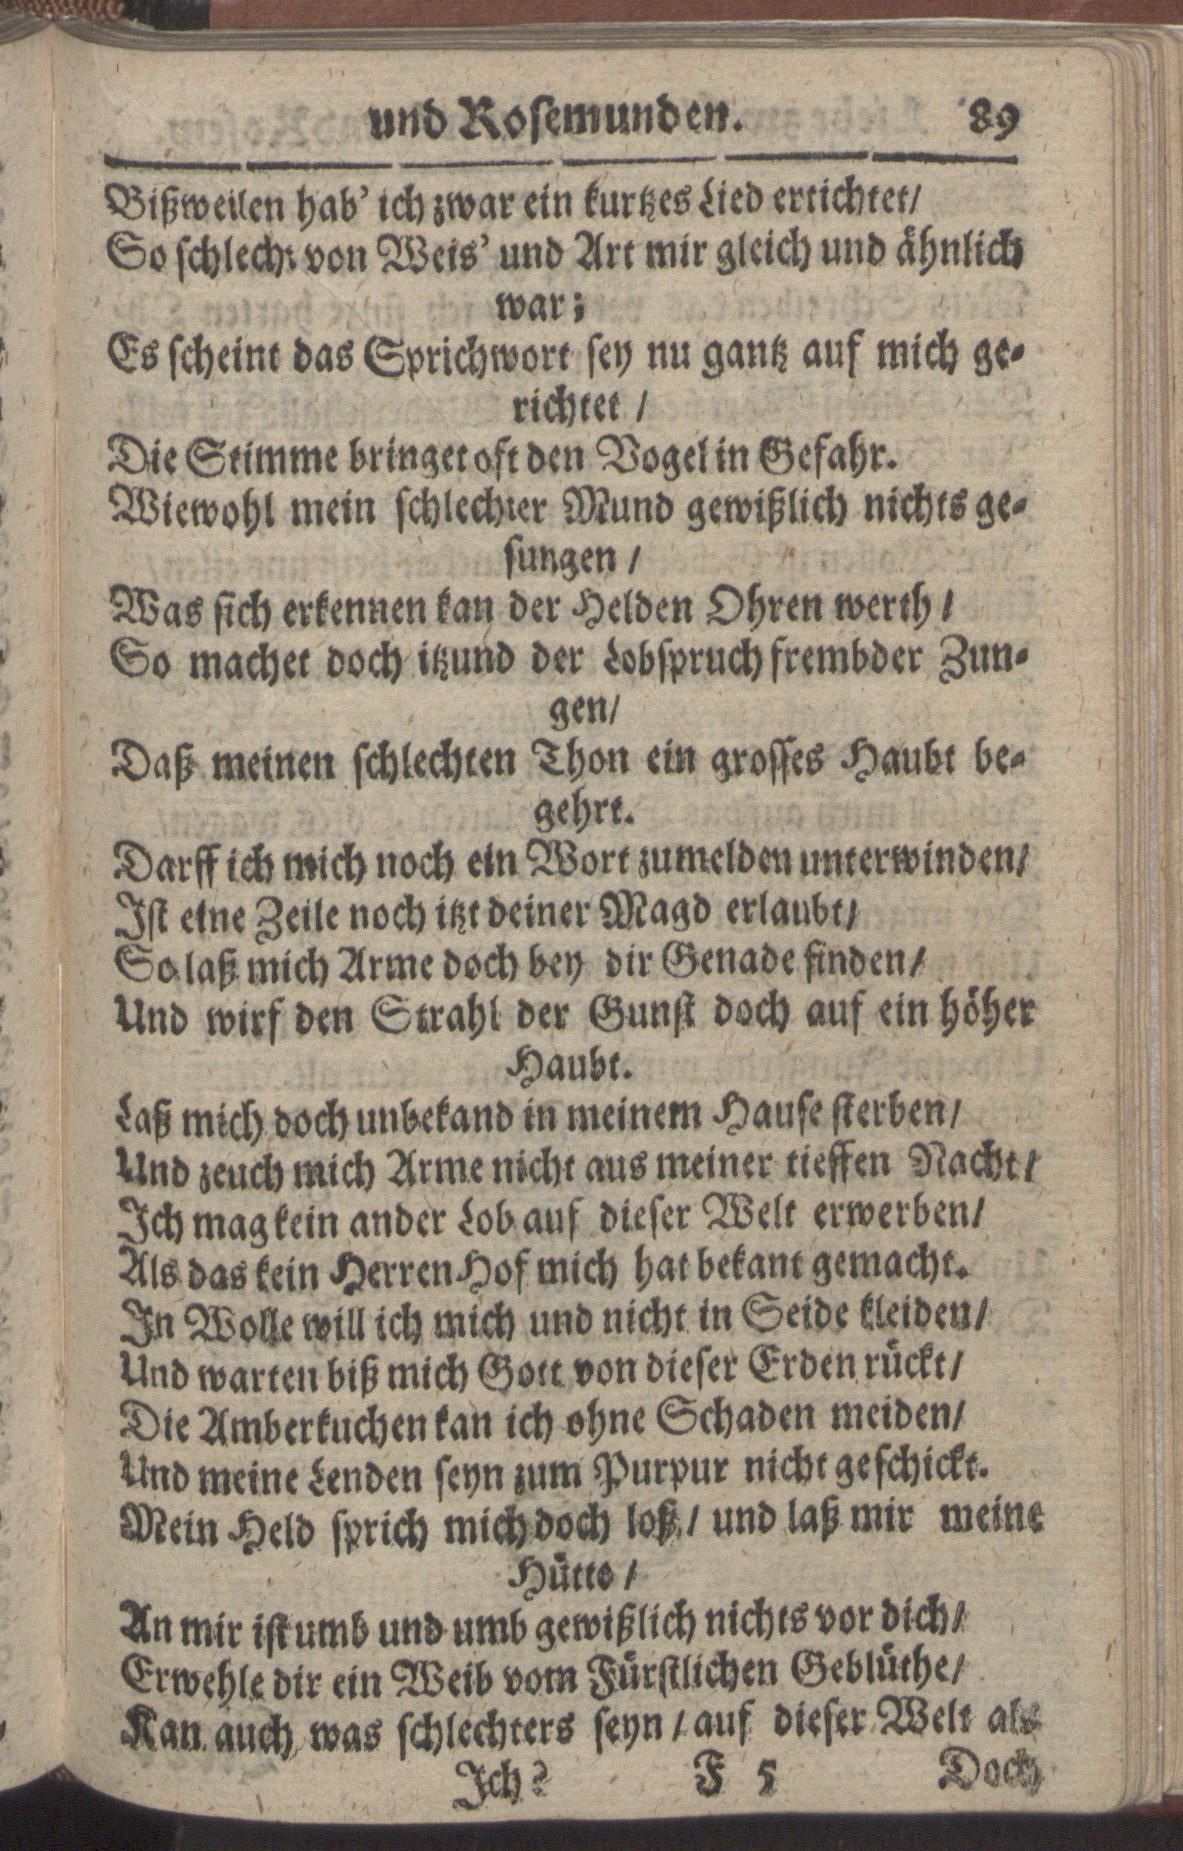 und Rosemunden. 89
Bißweilen hab' ich zwar ein kurtzes Lied ertichtet/
So schlecht von Weis' und Art mir gleich und ähnlich
war;
Es scheint das Sprichwort sey nu gantz auf mich ge-
richtet /
Die Stimme bringet oft den Vogel in Gefahr.
Wiewohl mein schlechter Mund gewißlich nichts ge-
sungen /
Was sich erkennen kan der Helden Ohren werth /
So machet doch itzund der Lobspruch frembder Zun-
gen/
Daß meinen schlechten Thon ein grosses Haubt be-
gehrt.
Darff ich mich noch ein Wort zumelden unterwinden/
Ist eine Zeile noch itzt deiner Magd erlaubt/
So laß mich Arme doch bey dir Genade finden/
Und wirf den Strahl der Gunst doch auf ein höher
Haubt.
Laß mich doch unbekand in meinem Hause sterben/
Und zeuch mich Arme nicht aus meiner tieffen Nacht/
Ich mag kein ander Lob auf dieser Welt erwerben/
Als das kein Herren Hof mich hat bekant gemacht.
In Wolle will ich mich und nicht in Seide kleiden/
Und warten biß mich Gott von dieser Erden rückt/
Die Amberkuchen kan ich ohne Schaden meiden/
Und meine Lenden seyn zum Purpur nicht geschickt.
Mein Held sprich mich doch loß / und laß mir meine
Hütte /
An mir ist umb und umb gewißlich nichts vor dich/
Erwehle dir ein Weib vom Fürstlichen Geblüthe/
Kan auch was schlechters seyn / auf dieser Welt als
Ich? F 5 Doch